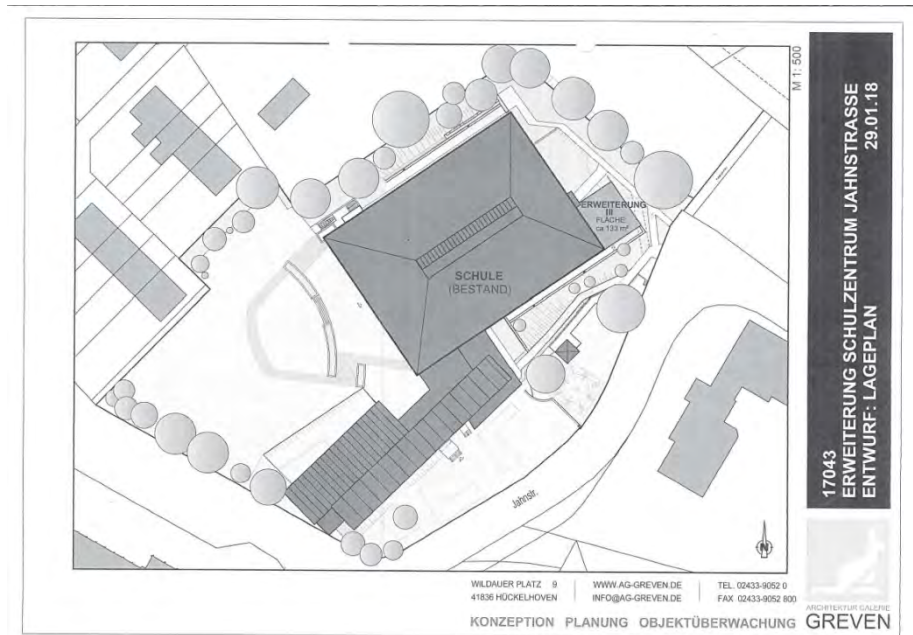 M 1: 500
ERWEITERUNG
III
FLÄCHE
ca 133 m²
SCHULE
(BESTAND)
Jahnstr.
N
17043
ERWEITERUNG SCHULZENTRUM JAHNSTRASSE
ENTWURF: LAGEPLAN 29.01.18
WILDAUER PLATZ 9
41836 HÜCKELHOVEN
WWW.AG-GREVEN.DE
INFO@AG-GREVEN.DE
TEL. 02433-9052 0
FAX 02433-9052 800
KONZEPTION PLANUNG OBJEKTÜBERWACHUNG
ARCHITEKTUR GALERIE
GREVEN